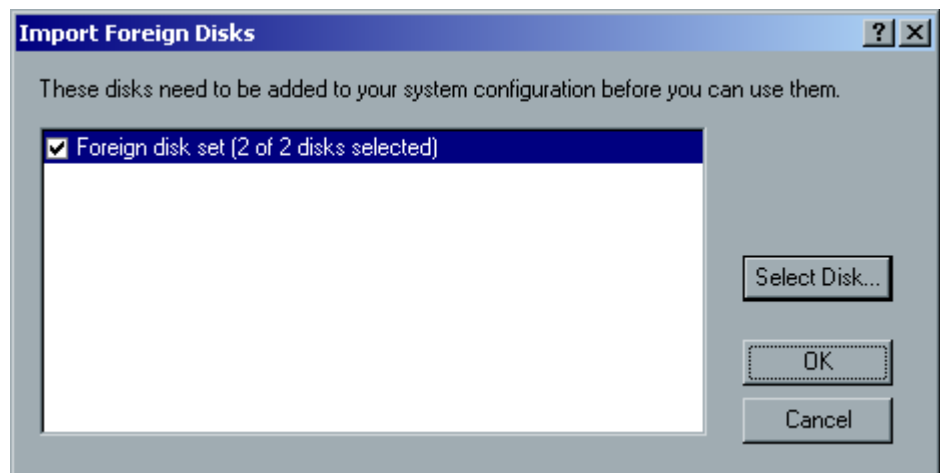 Import Foreign Disks
These disks need to be added to your system configuration before you can use them.
Foreign disk set (2 of 2 disks selected)
Select Disk...
OK
Cancel